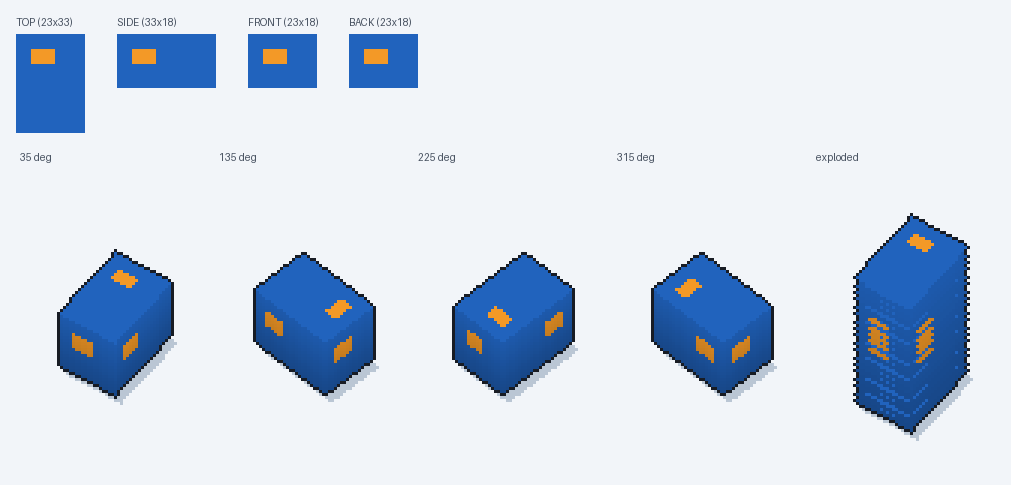 TOP (23x33) SIDE (33x18) FRONT (23x18) BACK (23x18)
35 deg 135 deg 225 deg 315 deg exploded